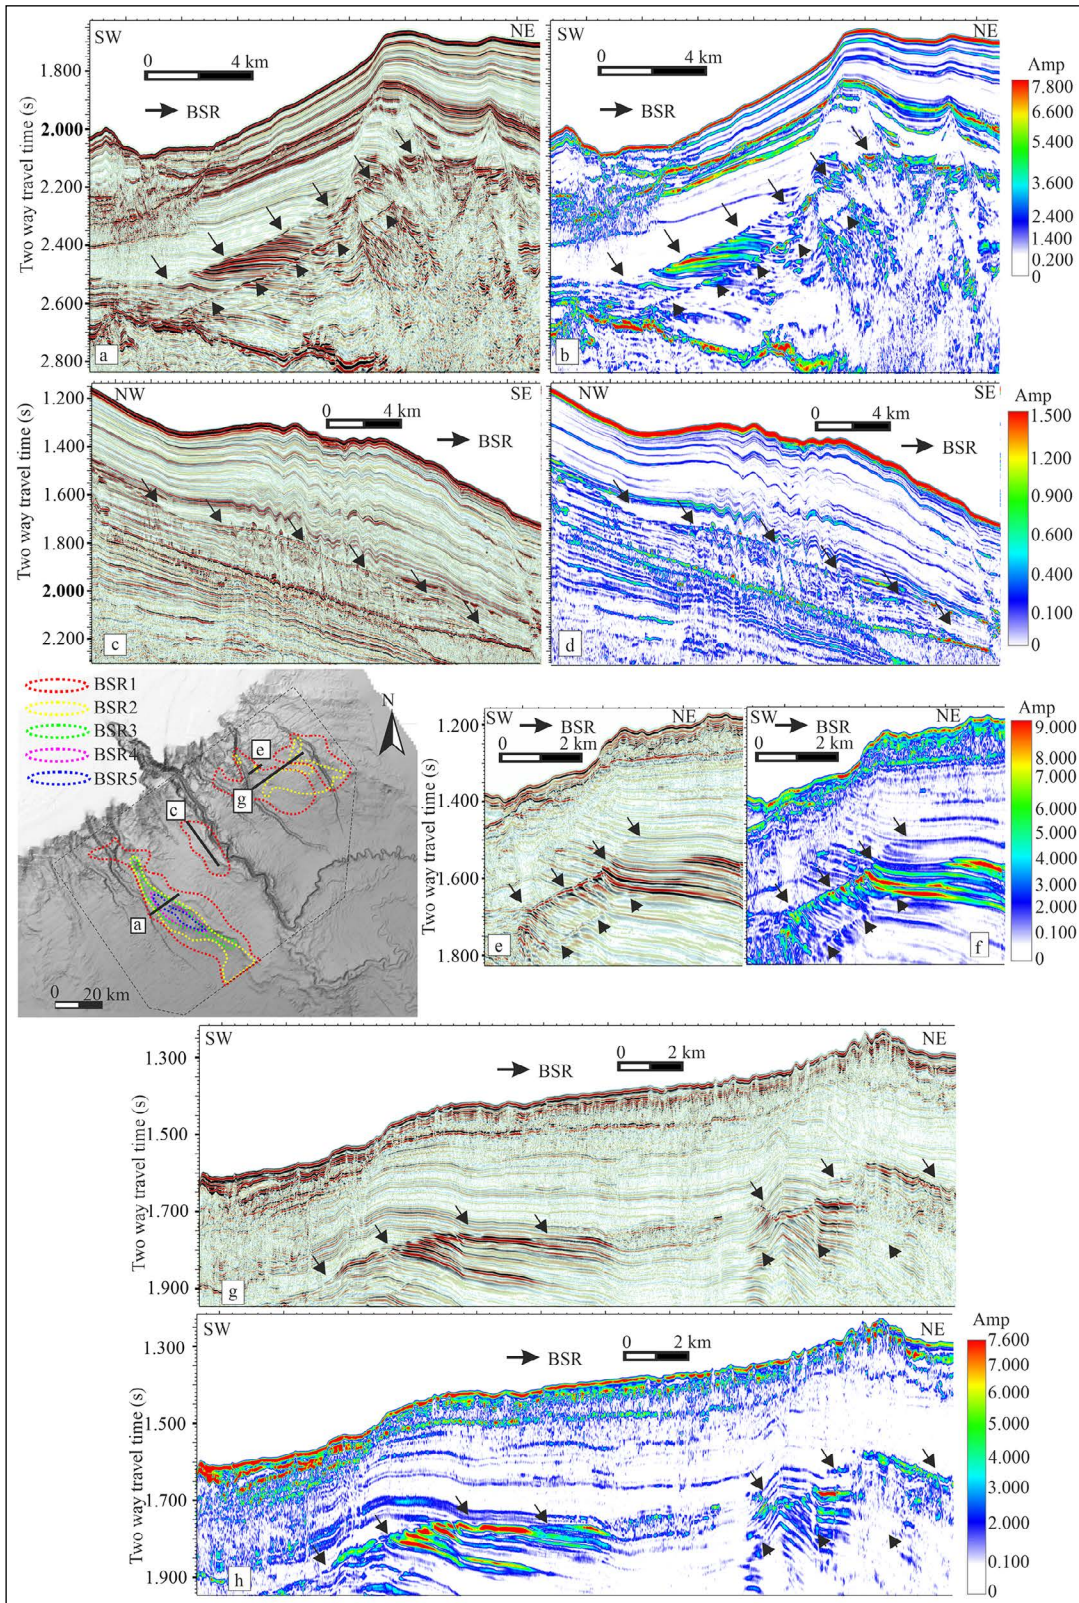 SW
NE
0 4 km
BSR
Two way travel time (s)
1.800
2.000
2.200
2.400
2.600
2.800
a
SW
NE
0 4 km
BSR
b
Amp
7.800
6.800
5.400
3.600
2.400
1.200
0.200
0
NW
SE
0 4 km
BSR
Two way travel time (s)
1.200
1.400
1.600
1.800
2.000
2.200
c
NW
SE
0 4 km
BSR
d
Amp
1.500
1.200
0.900
0.600
0.400
0.100
0
BSR1
BSR2
BSR3
BSR4
BSR5
N
e
g
c
a
0 20 km
SW
BSR
NE
0 2 km
Two way travel time (s)
1.200
1.400
1.600
1.800
e
SW
BSR
NE
0 2 km
f
Amp
9.000
8.000
7.000
6.000
4.000
2.000
0.100
0
SW
NE
0 2 km
BSR
Two way travel time (s)
1.300
1.500
1.700
1.900
g
SW
NE
0 2 km
BSR
Two way travel time (s)
1.300
1.500
1.700
1.900
h
Amp
7.600
7.000
6.000
5.000
4.000
3.000
2.000
0.100
0